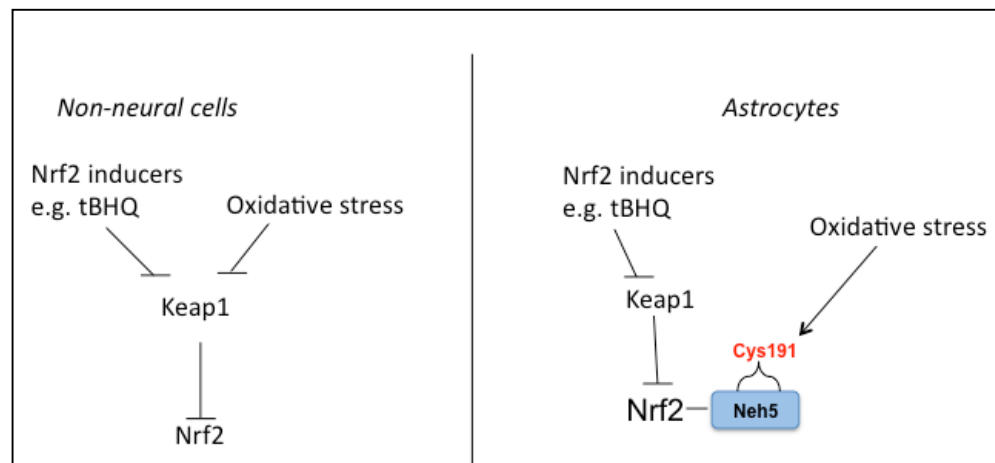 Non-neural cells
Nrf2 inducers
e.g. tBHQ
Oxidative stress
Keap1
Nrf2
Astrocytes
Nrf2 inducers
e.g. tBHQ
Oxidative stress
Keap1
Cys191
Nrf2
Neh5